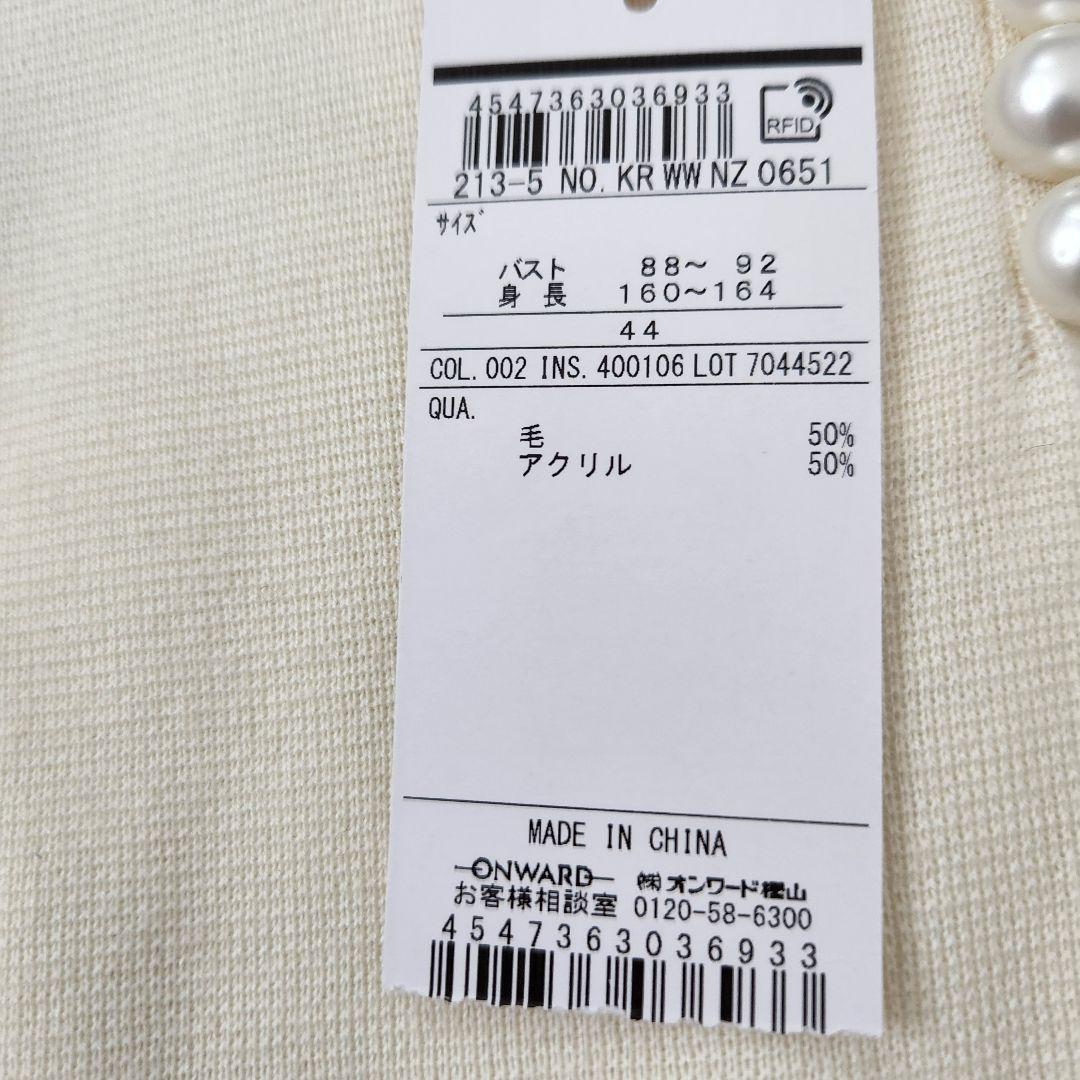 4547363036933
RFID
213-5 NO. KR WW NZ 0651
サイズ
バスト 88～ 92
身 長 160～164
44
COL. 002 INS. 400106 LOT 7044522
QUA.
毛 50%
アクリル 50%
MADE IN CHINA
ONWARD ㈱オンワード樫山
お客様相談室 0120-58-6300
4547363036933